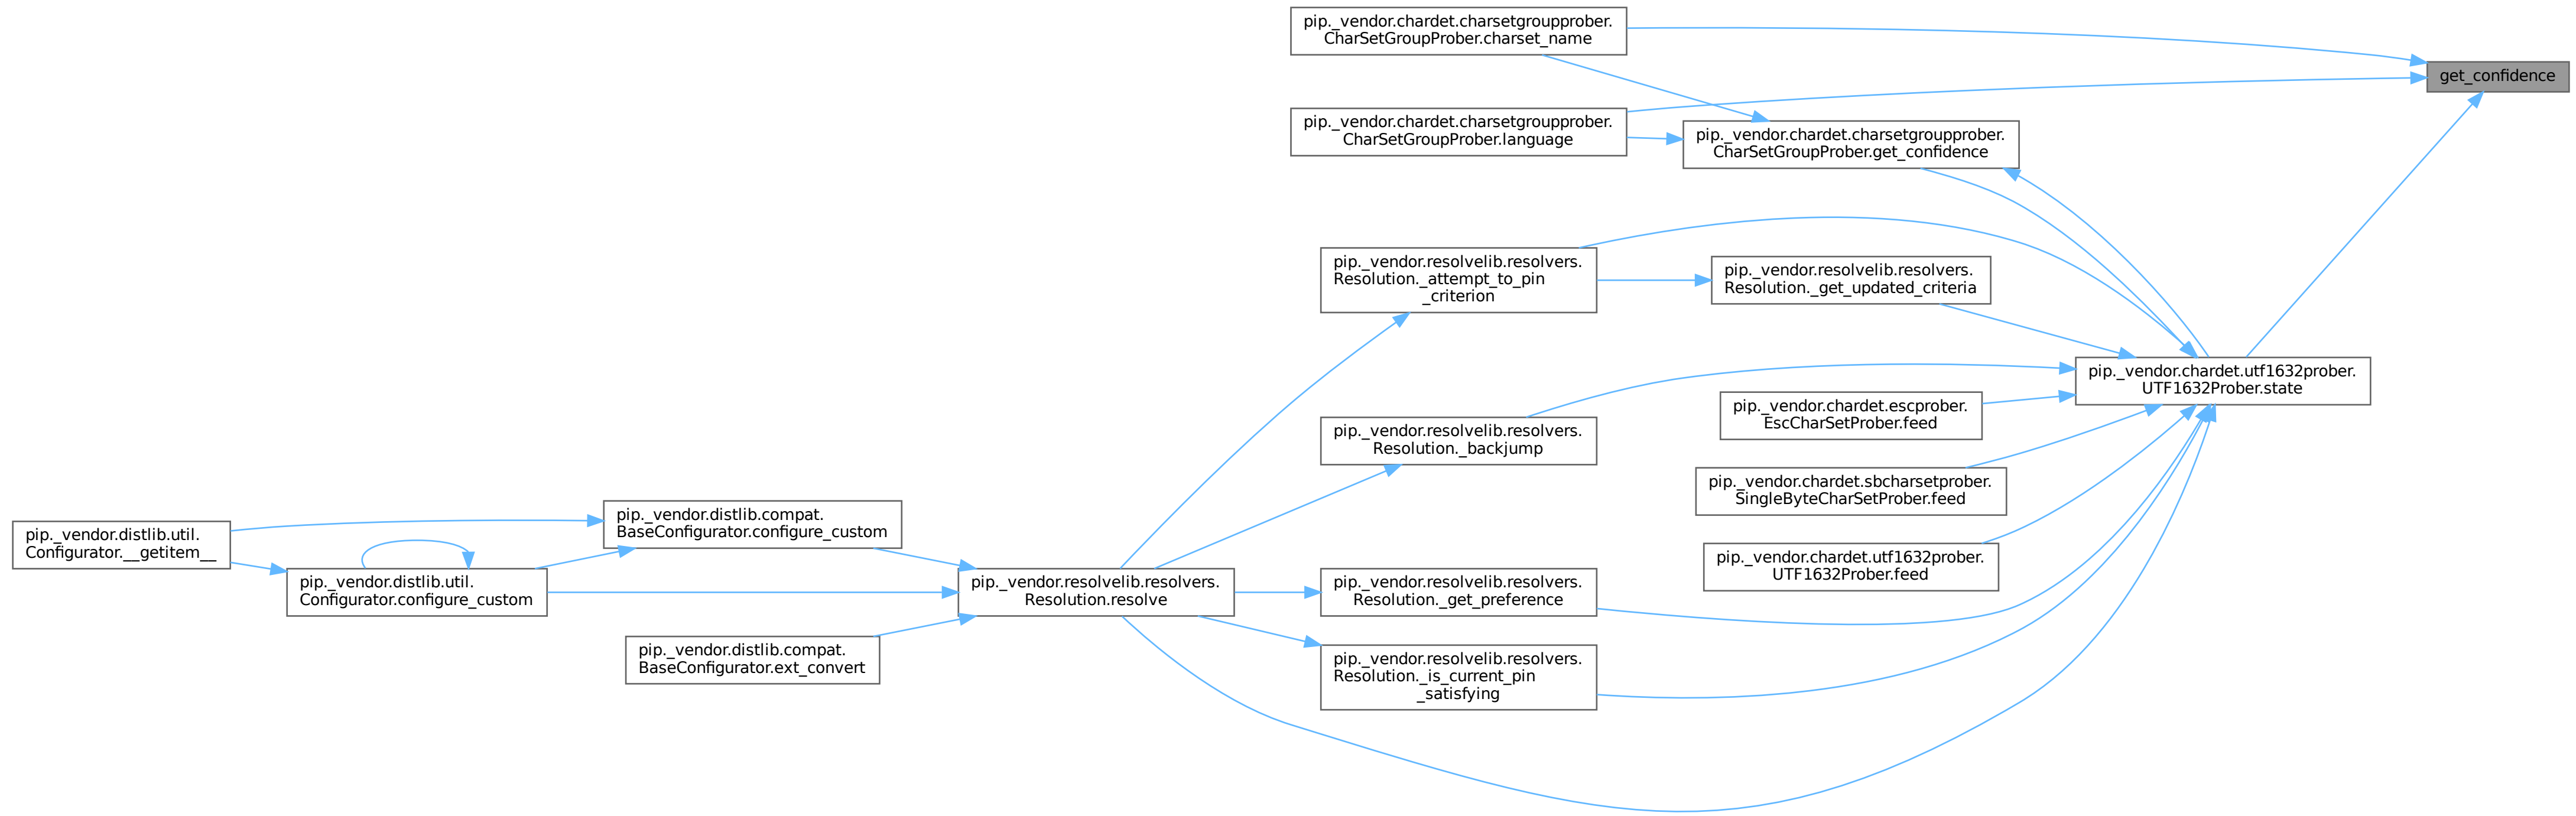 pip._vendor.chardet.charsetgroupprober.
CharSetGroupProber.charset_name
get_confidence
pip._vendor.chardet.charsetgroupprober.
CharSetGroupProber.language
pip._vendor.chardet.charsetgroupprober.
CharSetGroupProber.get_confidence
pip._vendor.resolvelib.resolvers.
Resolution._attempt_to_pin
_criterion
pip._vendor.resolvelib.resolvers.
Resolution._get_updated_criteria
pip._vendor.chardet.utf1632prober.
UTF1632Prober.state
pip._vendor.chardet.escprober.
EscCharSetProber.feed
pip._vendor.resolvelib.resolvers.
Resolution._backjump
pip._vendor.chardet.sbcharsetprober.
SingleByteCharSetProber.feed
pip._vendor.distlib.compat.
BaseConfigurator.configure_custom
pip._vendor.distlib.util.
Configurator.__getitem__
pip._vendor.chardet.utf1632prober.
UTF1632Prober.feed
pip._vendor.distlib.util.
Configurator.configure_custom
pip._vendor.resolvelib.resolvers.
Resolution.resolve
pip._vendor.resolvelib.resolvers.
Resolution._get_preference
pip._vendor.distlib.compat.
BaseConfigurator.ext_convert
pip._vendor.resolvelib.resolvers.
Resolution._is_current_pin
_satisfying